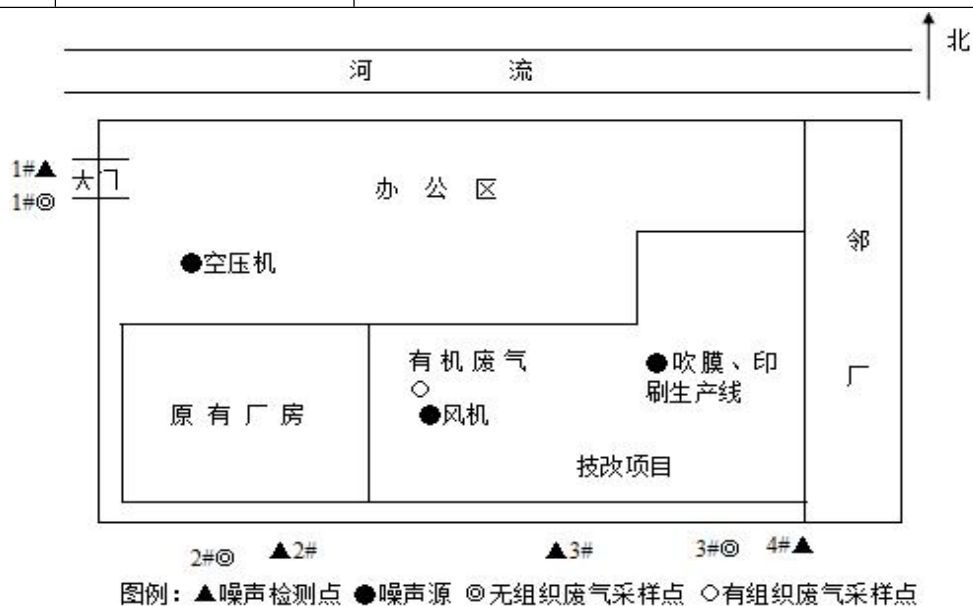 北
河 流
1#▲
大门
1#◎
办 公 区
邻
●空压机
有 机 废 气
○
●吹膜、印
刷生产线
厂
原 有 厂 房
●风机
技改项目
2#◎ ▲2# ▲3# 3#◎ 4#▲
图例：▲噪声检测点 ●噪声源 ◎无组织废气采样点 ○有组织废气采样点